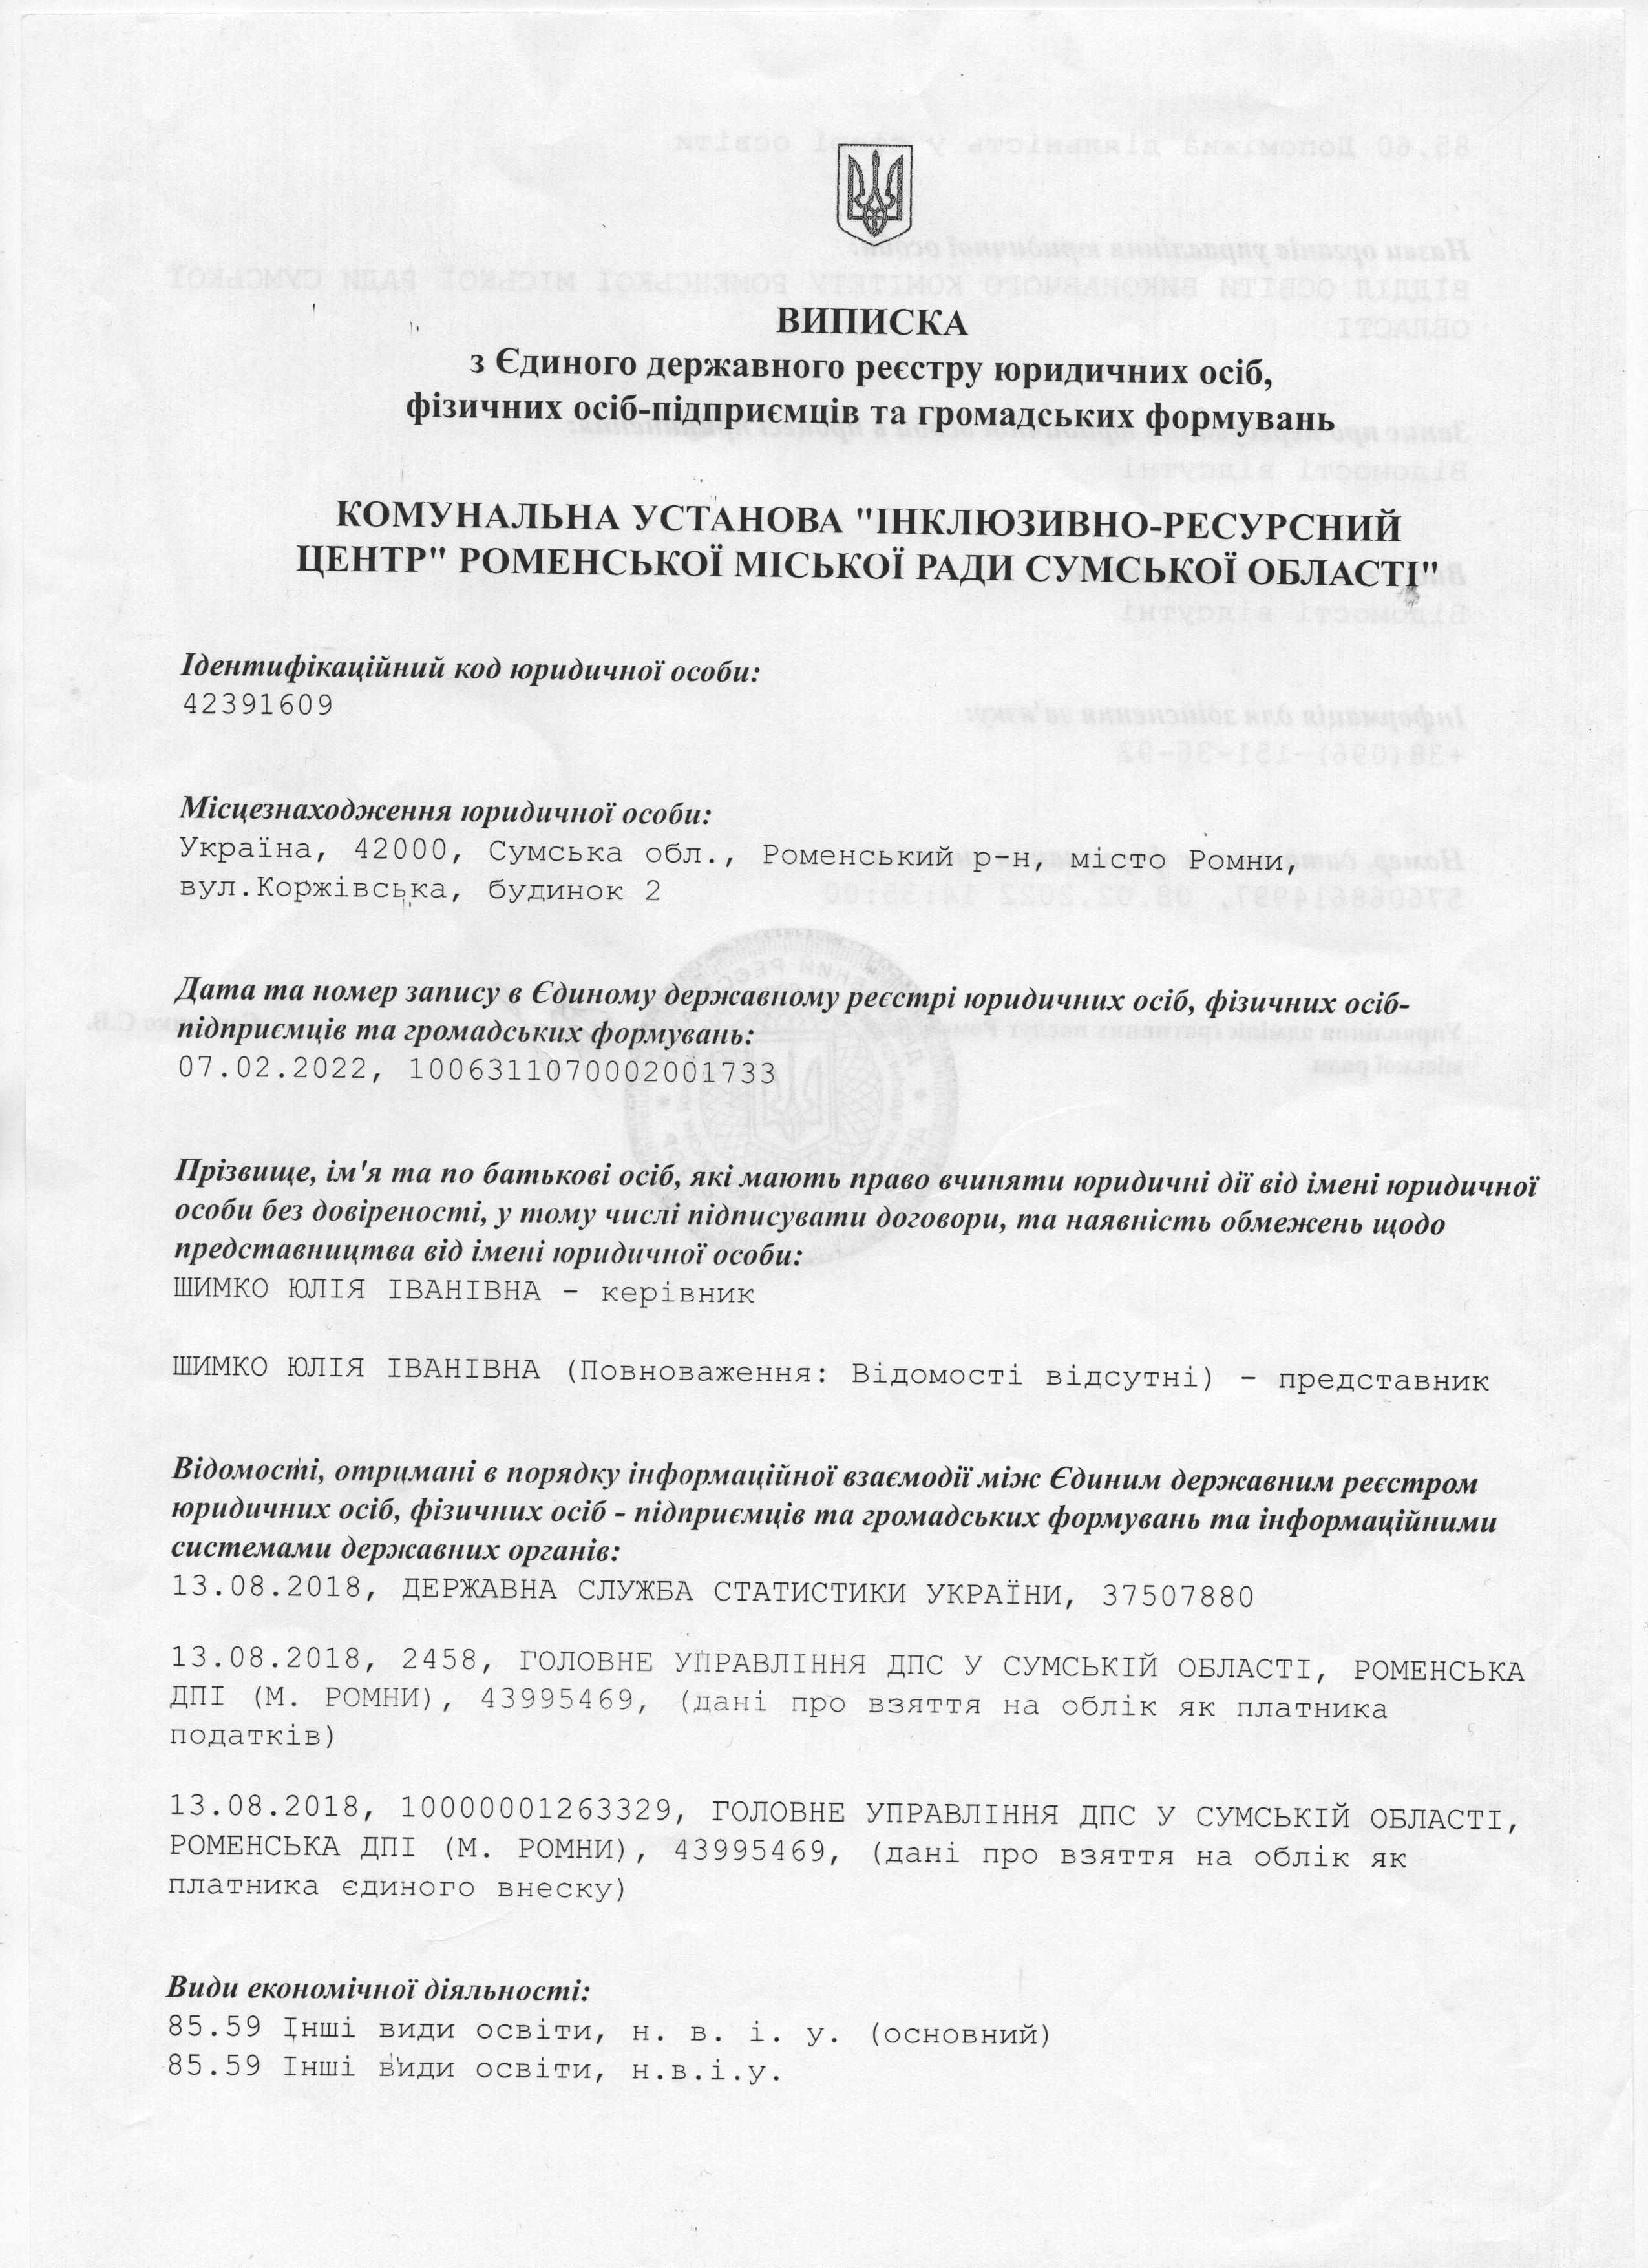 ВИПИСКА
з Єдиного державного реєстру юридичних осіб,
фізичних осіб-підприємців та громадських формувань
КОМУНАЛЬНА УСТАНОВА "ІНКЛЮЗИВНО-РЕСУРСНИЙ
ЦЕНТР" РОМЕНСЬКОЇ МІСЬКОЇ РАДИ СУМСЬКОЇ ОБЛАСТІ"
Ідентифікаційний код юридичної особи:
42391609
Місцезнаходження юридичної особи:
Україна, 42000, Сумська обл., Роменський р-н, місто Ромни,
вул.Коржівська, будинок 2
Дата та номер запису в Єдиному державному реєстрі юридичних осіб, фізичних осіб-
підприємців та громадських формувань:
07.02.2022, 1006311070002001733
Прізвище, ім'я та по батькові осіб, які мають право вчиняти юридичні дії від імені юридичної
особи без довіреності, у тому числі підписувати договори, та наявність обмежень щодо
представництва від імені юридичної особи:
ШИМКО ЮЛІЯ ІВАНІВНА - керівник
ШИМКО ЮЛІЯ ІВАНІВНА (Повноваження: Відомості відсутні) - представник
Відомості, отримані в порядку інформаційної взаємодії між Єдиним державним реєстром
юридичних осіб, фізичних осіб - підприємців та громадських формувань та інформаційними
системами державних органів:
13.08.2018, ДЕРЖАВНА СЛУЖБА СТАТИСТИКИ УКРАЇНИ, 37507880
13.08.2018, 2458, ГОЛОВНЕ УПРАВЛІННЯ ДПС У СУМСЬКІЙ ОБЛАСТІ, РОМЕНСЬКА
ДПІ (М. РОМНИ), 43995469, (дані про взяття на облік як платника
податків)
13.08.2018, 10000001263329, ГОЛОВНЕ УПРАВЛІННЯ ДПС У СУМСЬКІЙ ОБЛАСТІ,
РОМЕНСЬКА ДПІ (М. РОМНИ), 43995469, (дані про взяття на облік як
платника єдиного внеску)
Види економічної діяльності:
85.59 Інші види освіти, н. в. і. у. (основний)
85.59 Інші види освіти, н.в.і.у.